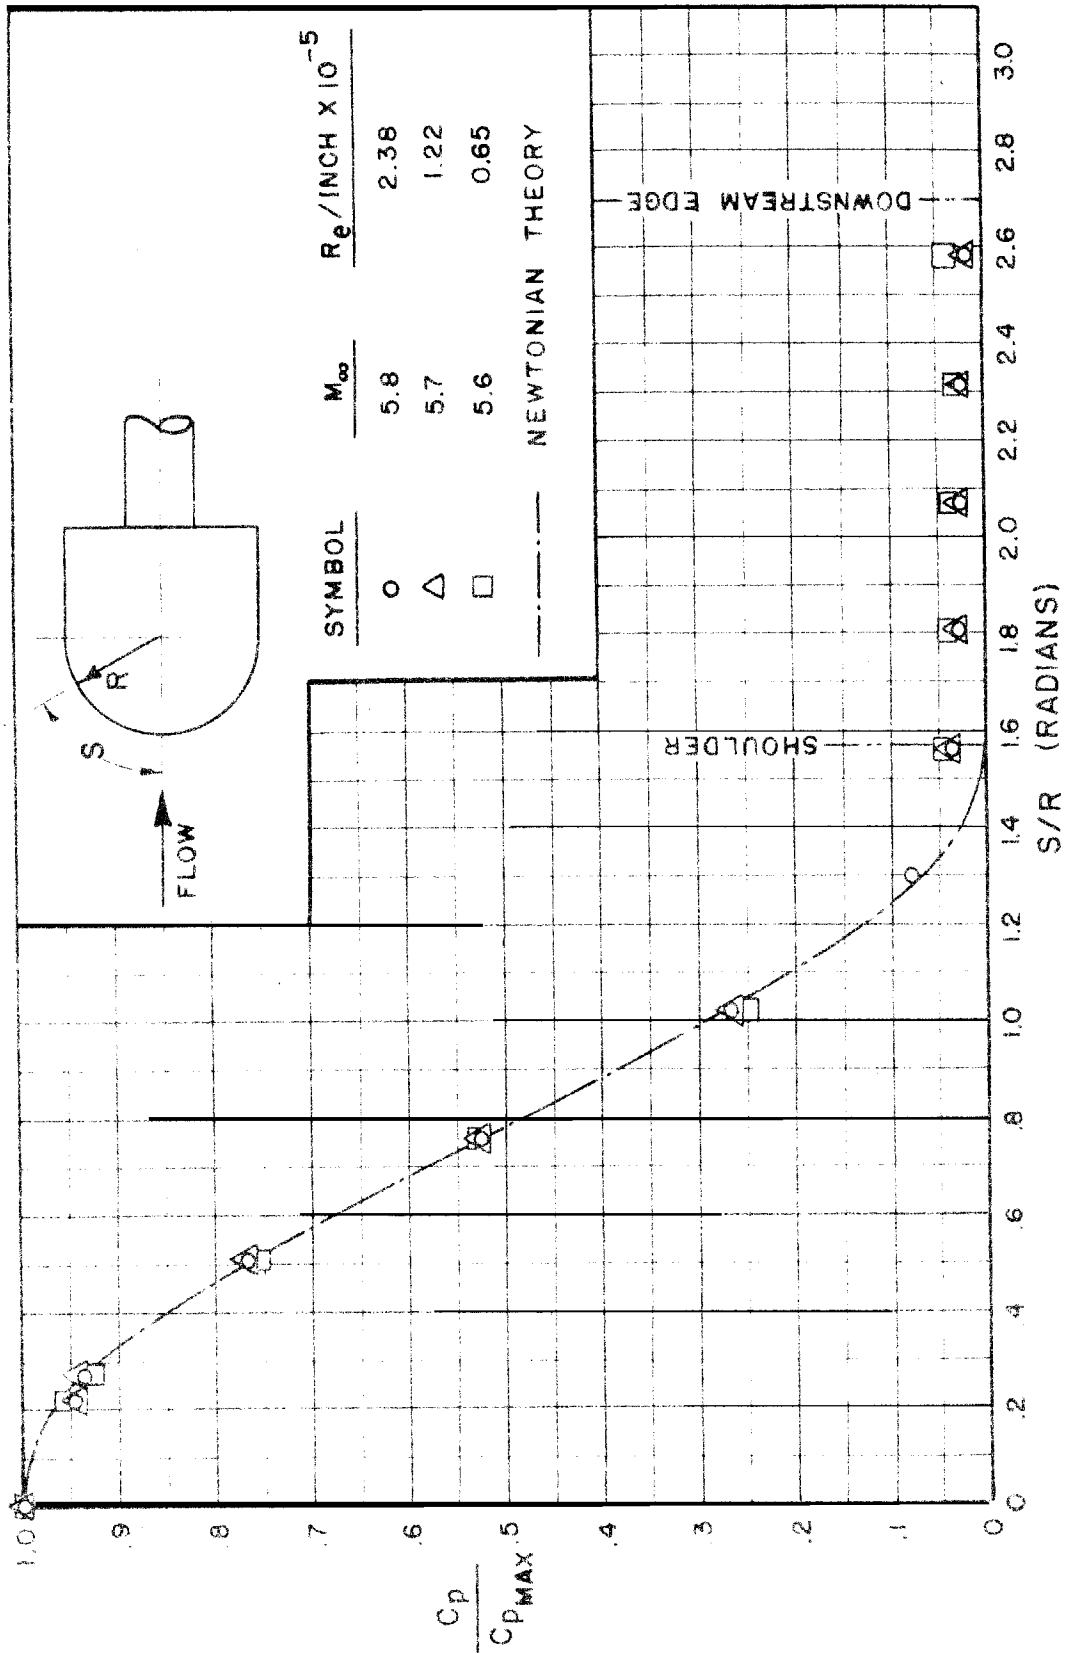 FLOW
S
R
SYMBOL M∞ Re/INCH X 10⁻⁵
○ 5.8 2.38
△ 5.7 1.22
□ 5.6 0.65
NEWTONIAN THEORY
SHOULDER
DOWNSTREAM EDGE
Cp
CpMAX
1.0
.9
.8
.7
.6
.5
.4
.3
.2
.1
0
0 .2 .4 .6 .8 1.0 1.2 1.4 1.6 1.8 2.0 2.2 2.4 2.6 2.8 3.0
S/R (RADIANS)